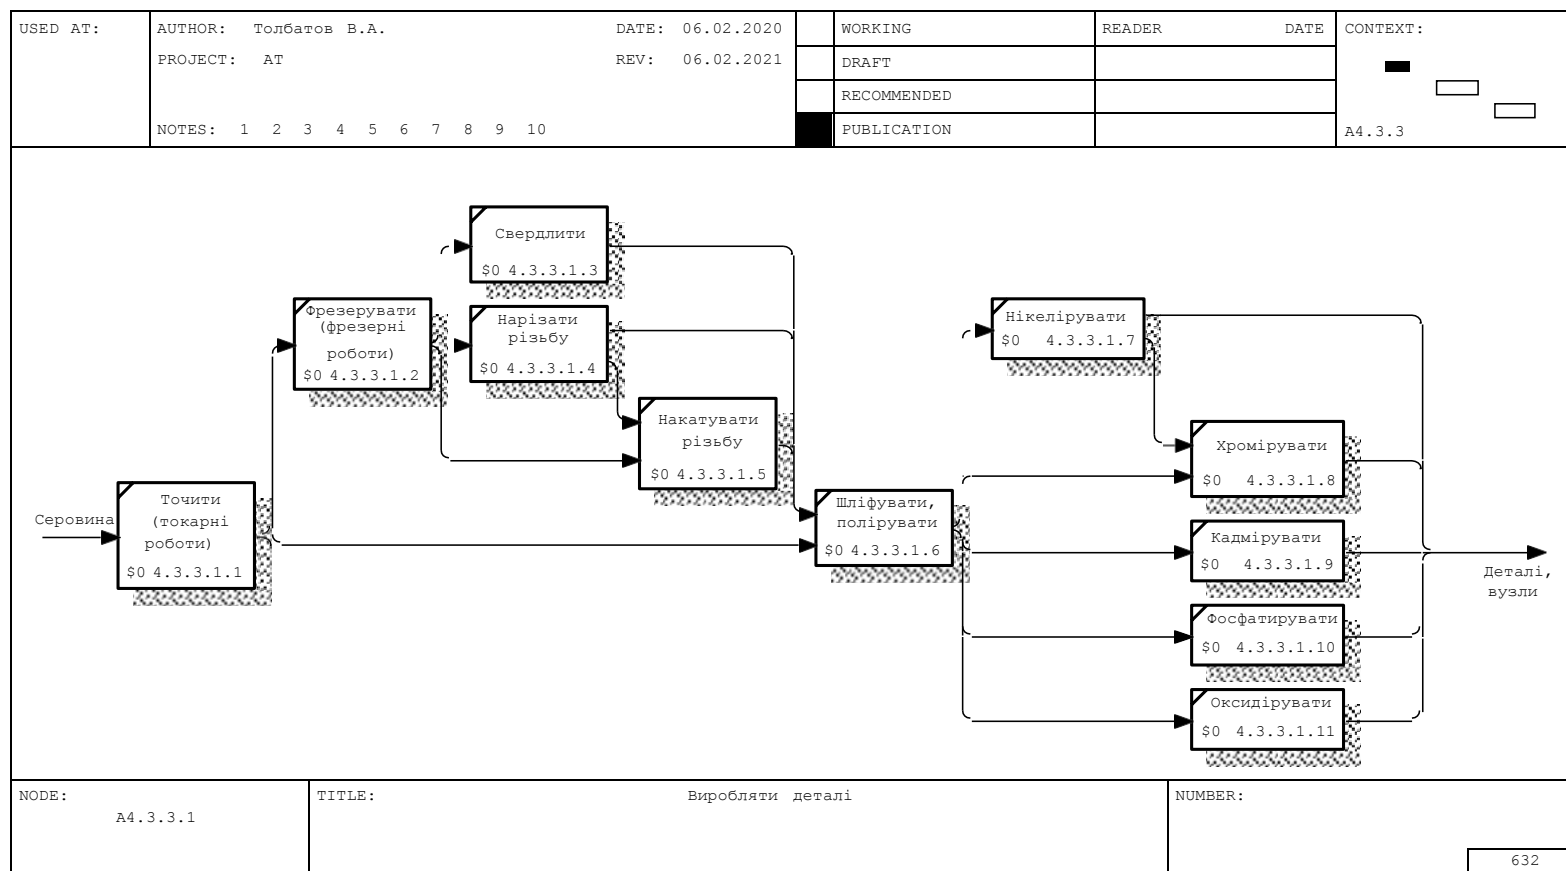 USED AT:
AUTHOR: Толбатов В.А.
DATE: 06.02.2020
PROJECT: АТ
REV: 06.02.2021
NOTES: 1 2 3 4 5 6 7 8 9 10
WORKING
DRAFT
RECOMMENDED
PUBLICATION
READER DATE
CONTEXT:
A4.3.3
Свердлити
$0 4.3.3.1.3
Фрезерувати
(фрезерні
роботи)
$0 4.3.3.1.2
Нарізати
різьбу
$0 4.3.3.1.4
Нікелірувати
$0 4.3.3.1.7
Накатувати
різьбу
$0 4.3.3.1.5
Хромірувати
$0 4.3.3.1.8
Серовина
Точити
(токарні
роботи)
$0 4.3.3.1.1
Шліфувати,
полірувати
$0 4.3.3.1.6
Кадмірувати
$0 4.3.3.1.9
Деталі,
вузли
Фосфатирувати
$0 4.3.3.1.10
Оксидірувати
$0 4.3.3.1.11
NODE:
A4.3.3.1
TITLE:
Виробляти деталі
NUMBER:
632